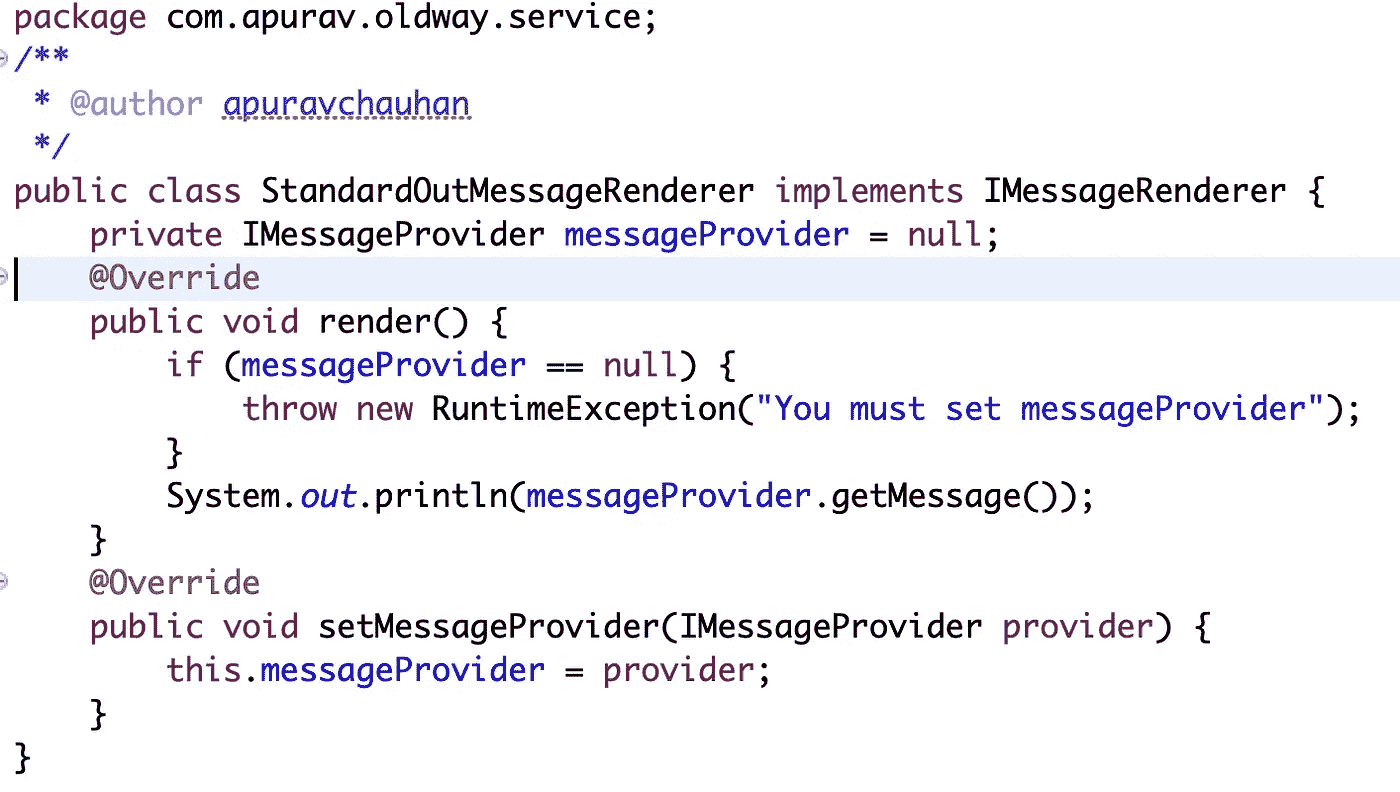 package com.apurav.oldway.service;
/**
 * @author apuravchauhan
 */
public class StandardOutMessageRenderer implements IMessageRenderer {
    private IMessageProvider messageProvider = null;
    @Override
    public void render() {
        if (messageProvider == null) {
            throw new RuntimeException("You must set messageProvider");
        }
        System.out.println(messageProvider.getMessage());
    }
    @Override
    public void setMessageProvider(IMessageProvider provider) {
        this.messageProvider = provider;
    }
}